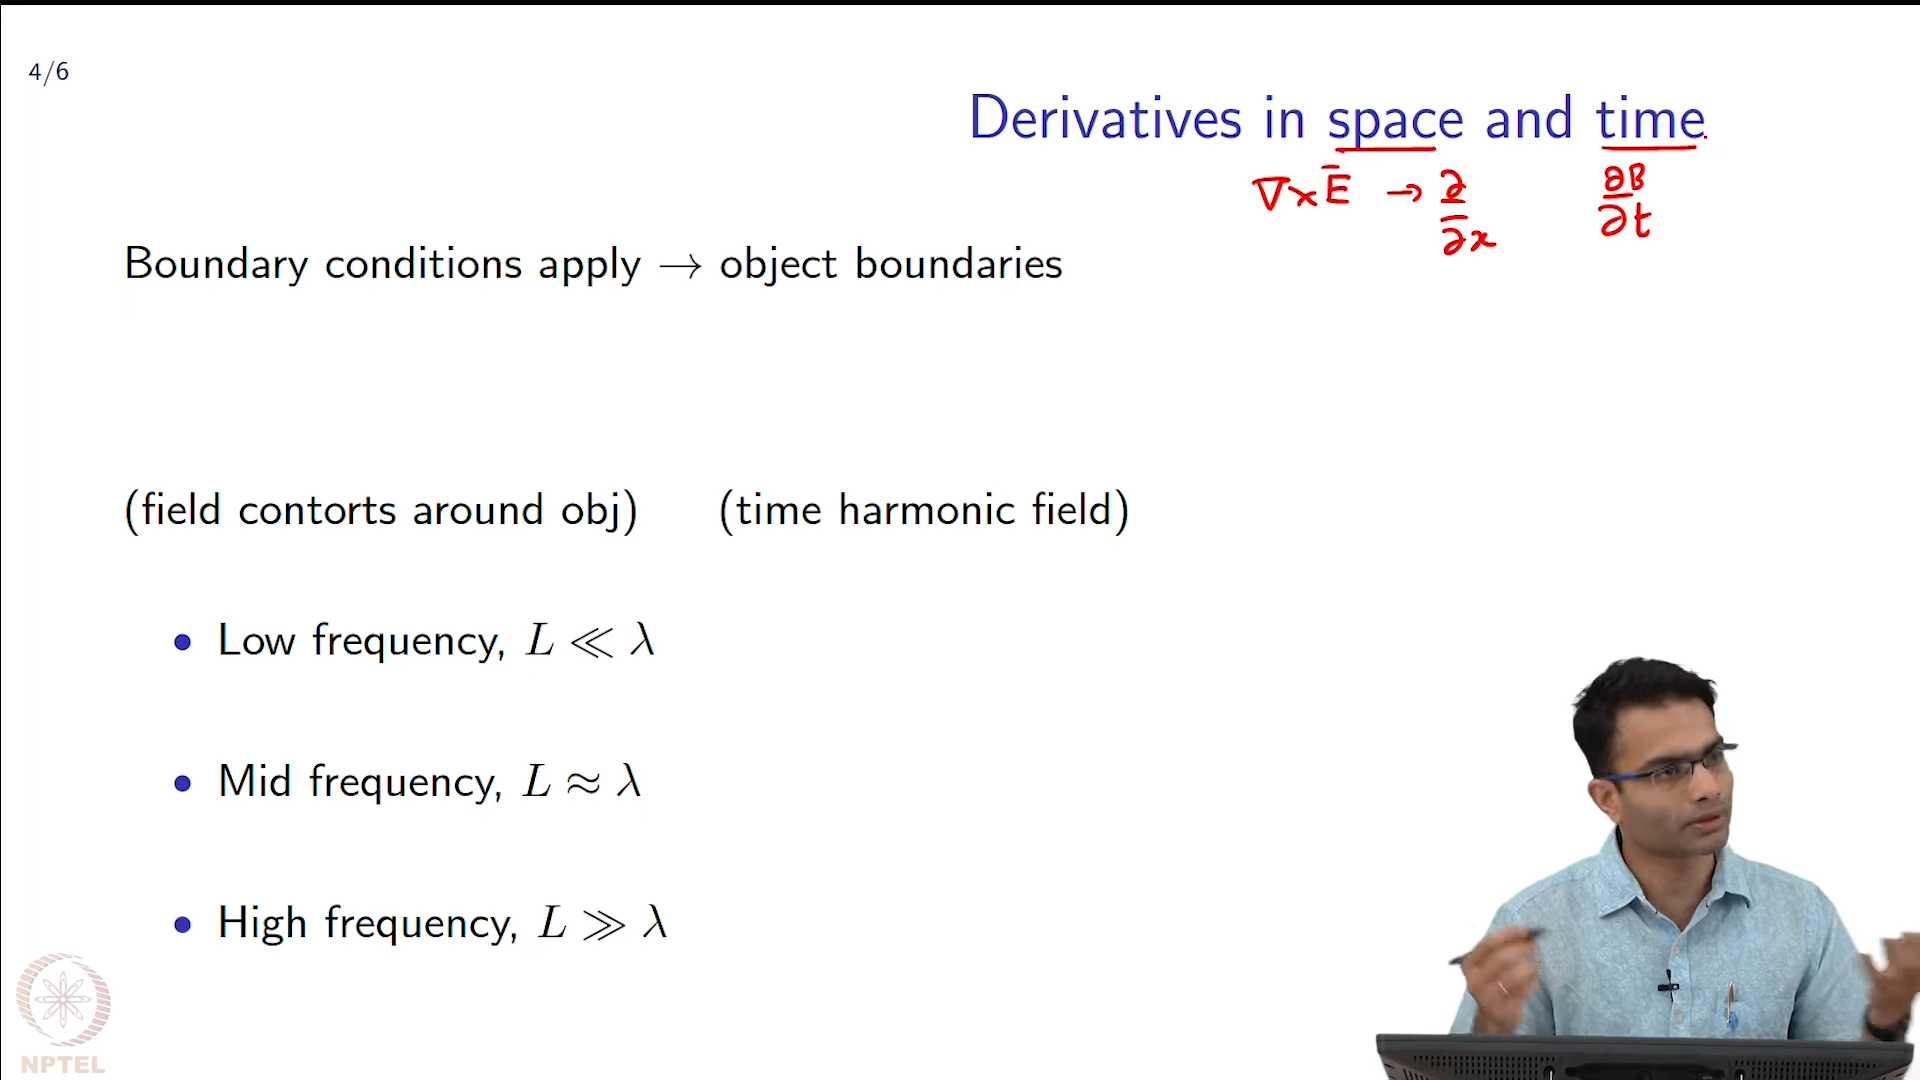 4/6
Derivatives in space and time
∇×Ē → ∂/∂x ∂B/∂t
Boundary conditions apply → object boundaries
(field contorts around obj) (time harmonic field)
• Low frequency, L ≪ λ
• Mid frequency, L ≈ λ
• High frequency, L ≫ λ
NPTEL